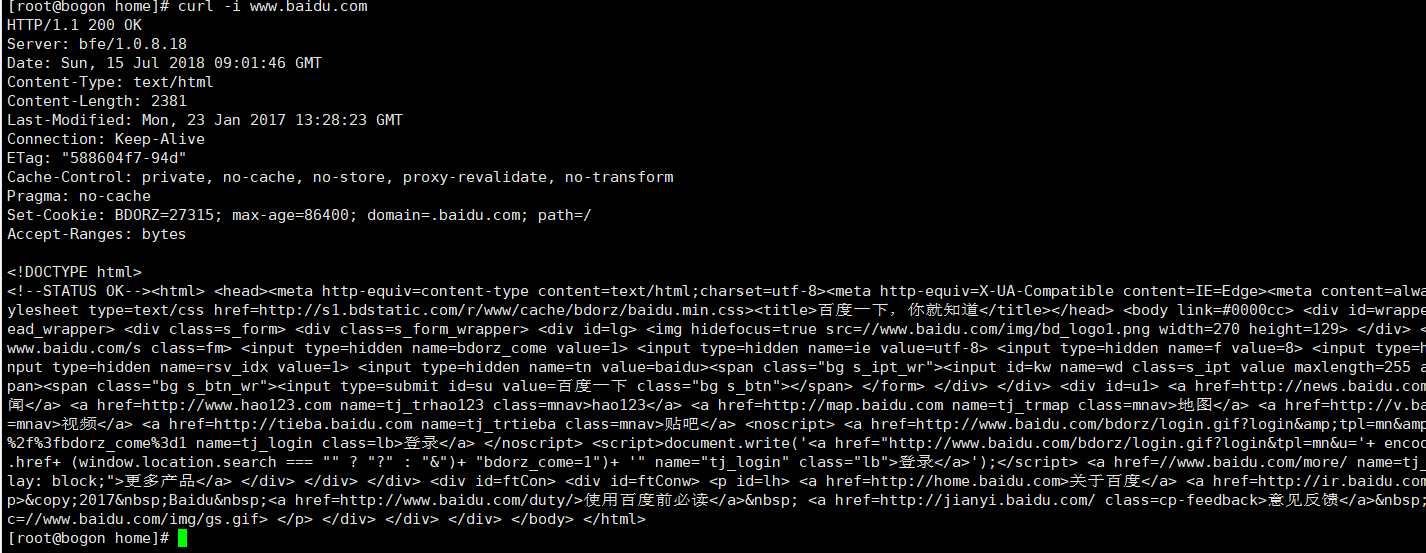 [root@bogon home]# curl -i www.baidu.com
HTTP/1.1 200 OK
Server: bfe/1.0.8.18
Date: Sun, 15 Jul 2018 09:01:46 GMT
Content-Type: text/html
Content-Length: 2381
Last-Modified: Mon, 23 Jan 2017 13:28:23 GMT
Connection: Keep-Alive
ETag: "588604f7-94d"
Cache-Control: private, no-cache, no-store, proxy-revalidate, no-transform
Pragma: no-cache
Set-Cookie: BDORZ=27315; max-age=86400; domain=.baidu.com; path=/
Accept-Ranges: bytes
<!DOCTYPE html>
<!--STATUS OK--><html> <head><meta http-equiv=content-type content=text/html;charset=utf-8><meta http-equiv=X-UA-Compatible content=IE=Edge><meta content=alwa
ylesheet type=text/css href=http://s1.bdstatic.com/r/www/cache/bdorz/baidu.min.css><title>百度一下，你就知道</title></head> <body link=#0000cc> <div id=wrappe
ead_wrapper> <div class=s_form> <div class=s_form_wrapper> <div id=lg> <img hidefocus=true src=//www.baidu.com/img/bd_logo1.png width=270 height=129> </div> <
www.baidu.com/s class=fm> <input type=hidden name=bdorz_come value=1> <input type=hidden name=ie value=utf-8> <input type=hidden name=f value=8> <input type=h
nput type=hidden name=rsv_idx value=1> <input type=hidden name=tn value=baidu><span class="bg s_ipt_wr"><input id=kw name=wd class=s_ipt value maxlength=255 a
pan><span class="bg s_btn_wr"><input type=submit id=su value=百度一下 class="bg s_btn"></span> </form> </div> </div> <div id=u1> <a href=http://news.baidu.com
闻</a> <a href=http://www.hao123.com name=tj_trhao123 class=mnav>hao123</a> <a href=http://map.baidu.com name=tj_trmap class=mnav>地图</a> <a href=http://v.ba
=mnav>视频</a> <a href=http://tieba.baidu.com name=tj_trtieba class=mnav>贴吧</a> <noscript> <a href=http://www.baidu.com/bdorz/login.gif?login&amp;tpl=mn&amp
%2f%3fbdorz_come%3d1 name=tj_login class=lb>登录</a> </noscript> <script>document.write('<a href="http://www.baidu.com/bdorz/login.gif?login&tpl=mn&u='+ encod
.href+ (window.location.search === "" ? "?" : "&")+ "bdorz_come=1")+ '" name="tj_login" class="lb">登录</a>');</script> <a href=//www.baidu.com/more/ name=tj_
lay: block;">更多产品</a> </div> </div> </div> <div id=ftCon> <div id=ftConw> <p id=lh> <a href=http://home.baidu.com>关于百度</a> <a href=http://ir.baidu.com
p>&copy;2017&nbsp;Baidu&nbsp;<a href=http://www.baidu.com/duty/>使用百度前必读</a>&nbsp; <a href=http://jianyi.baidu.com/ class=cp-feedback>意见反馈</a>&nbsp;
c=//www.baidu.com/img/gs.gif> </p> </div> </div> </div> </body> </html>
[root@bogon home]#